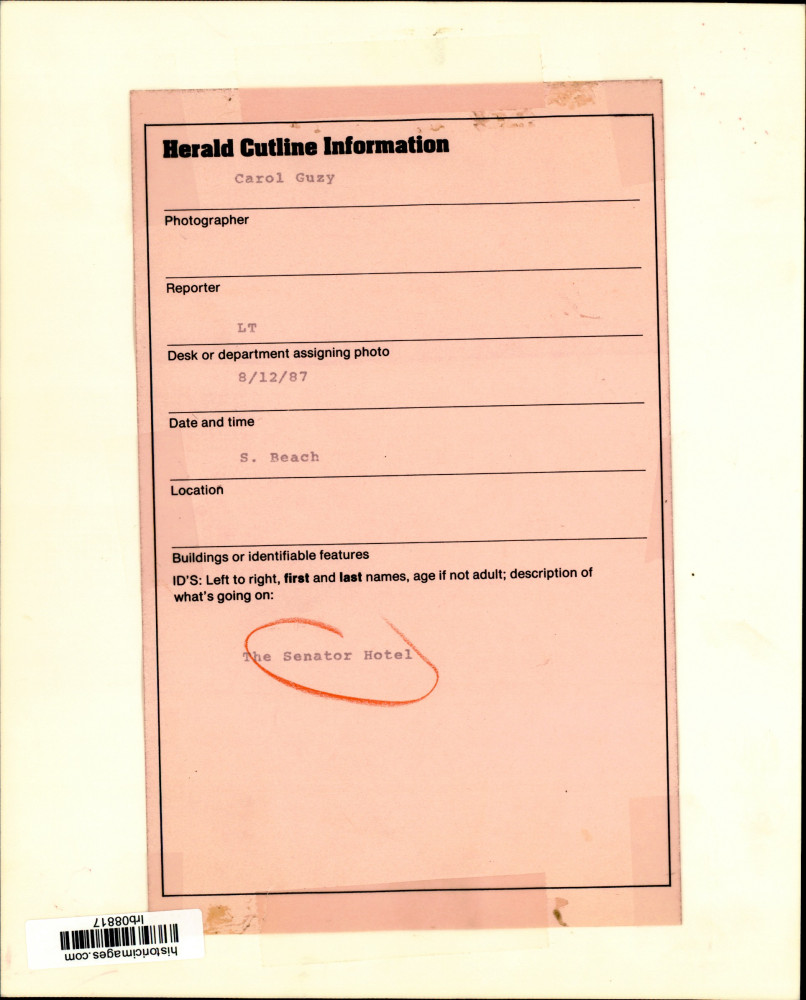 Herald Cutline Information
Carol Guzy
Photographer
Reporter
LT
Desk or department assigning photo
8/12/87
Date and time
S. Beach
Location
Buildings or identifiable features
ID'S: Left to right, first and last names, age if not adult; description of
what's going on:
The Senator Hotel
historicimages.com
lrb08817